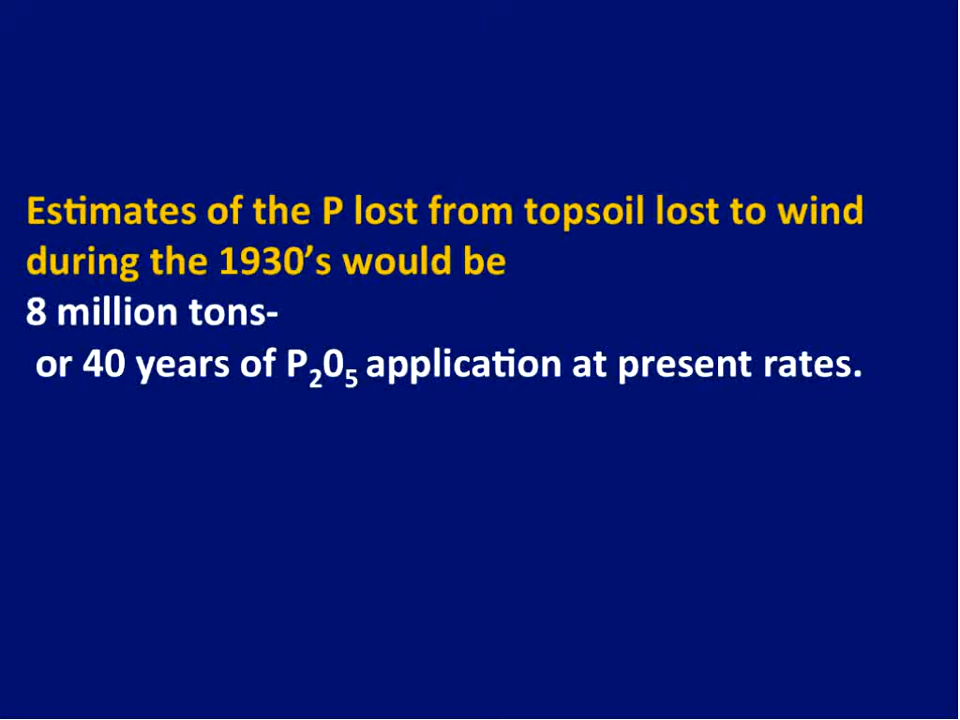 Estimates of the P lost from topsoil lost to wind
during the 1930’s would be
8 million tons-
or 40 years of P₂0₅ application at present rates.